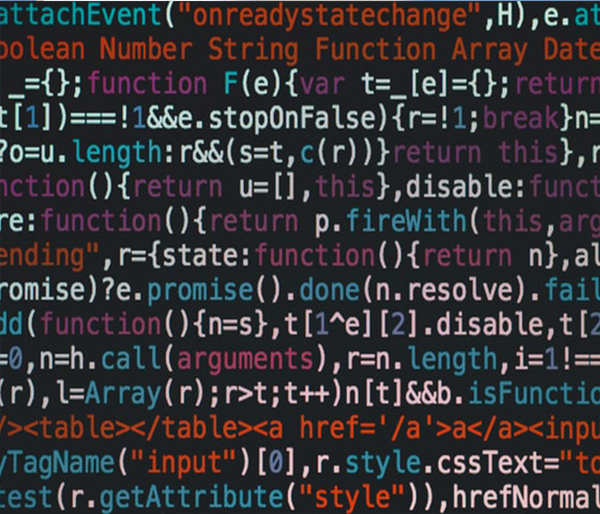 attachEvent("onreadystatechange",H),e.at
oolean Number String Function Array Date
_={};function F(e){var t=_[e]={};return
t[1])===!1&&e.stopOnFalse){r=!1;break}n=
?o=u.length:r&&(s=t,c(r))}return this},r
nction(){return u=[],this},disable:funct
re:function(){return p.fireWith(this,arg
ending",r={state:function(){return n},al
romise)?e.promise().done(n.resolve).fail
dd(function(){n=s},t[1^e][2].disable,t[2
=0,n=h.call(arguments),r=n.length,i=1!==
(r),l=Array(r);r>t;t++)n[t]&&b.isFunctio
/><table></table><a href='/a'>a</a><inpu
yTagName("input")[0],r.style.cssText="to
test(r.getAttribute("style")),hrefNormal